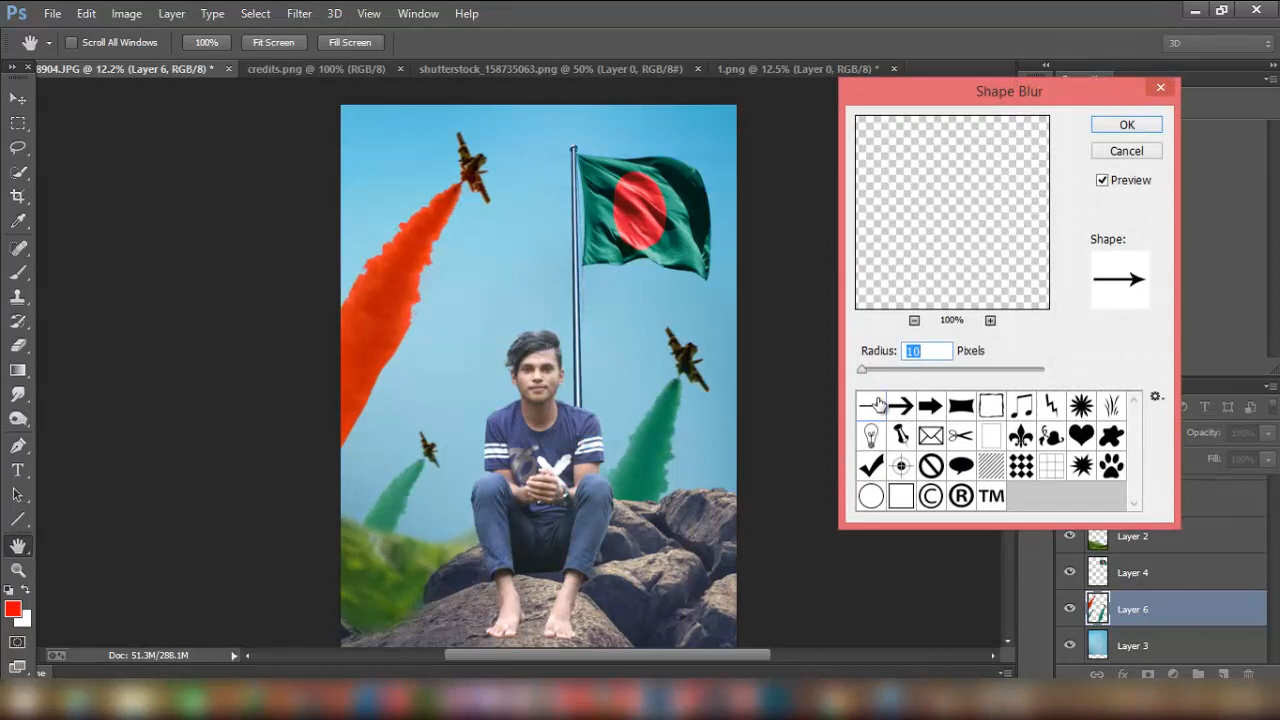 Ps File Edit Image Layer Type Select Filter 3D View Window Help
Scroll All Windows 100% Fit Screen Fill Screen 3D
8904.JPG @ 12.2% (Layer 6, RGB/8) * credits.png @ 100% (RGB/8) shutterstock_158735063.png @ 50% (Layer 0, RGB/8#) 1.png @ 12.5% (Layer 0, RGB/8) *
Shape Blur
OK
Cancel
Preview
Shape:
100%
Radius: 10 Pixels
© ® TM
Opacity: 100%
Fill: 100%
Layer 2
Layer 4
Layer 6
Layer 3
Doc: 51.3M/288.1M